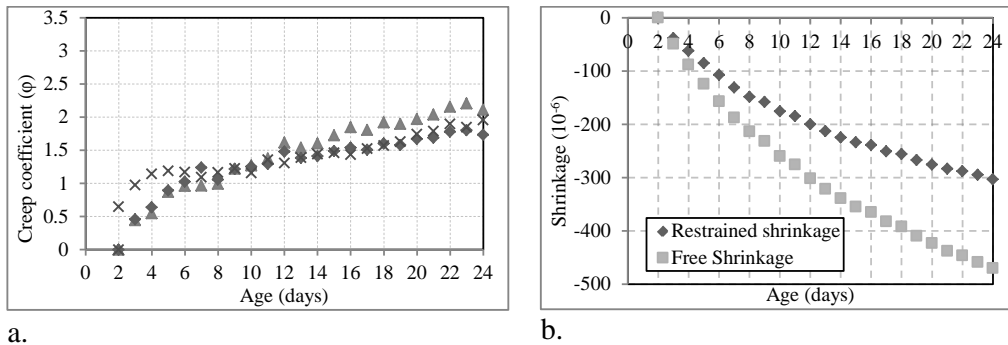 3.5
3
2.5
2
1.5
1
0.5
0
Creep coefficient (φ)
0 2 4 6 8 10 12 14 16 18 20 22 24
Age (days)
a.
0
-100
-200
-300
-400
-500
Shrinkage (10-6)
0 2 4 6 8 10 12 14 16 18 20 22 24
Restrained shrinkage
Free Shrinkage
Age (days)
b.